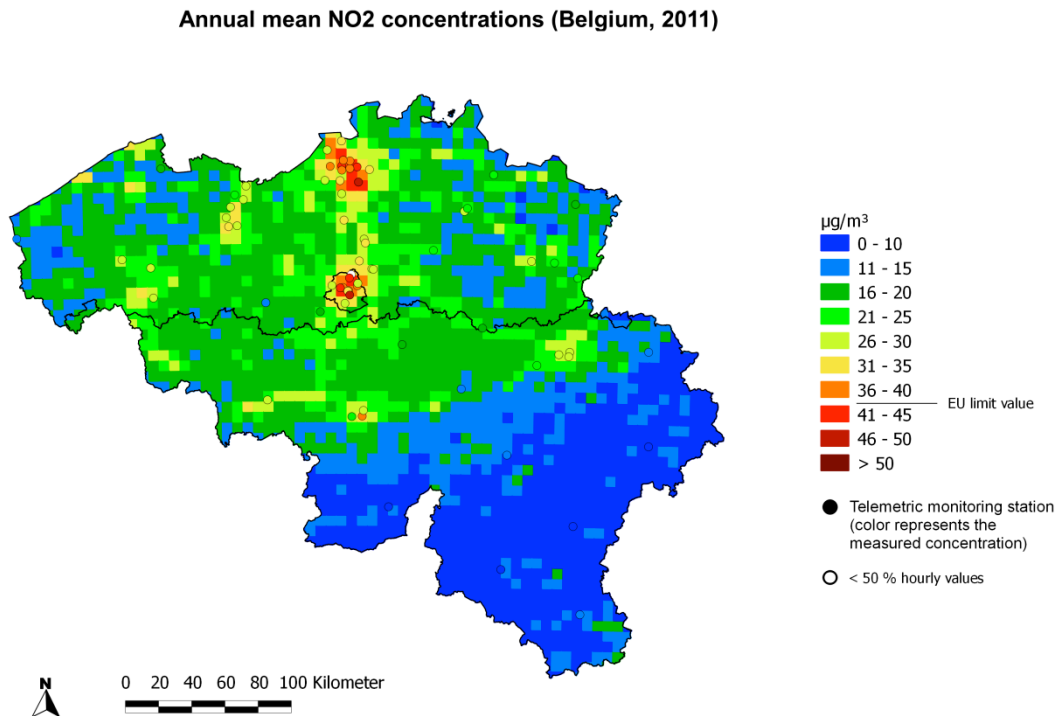 Annual mean NO2 concentrations (Belgium, 2011)
µg/m³
0 - 10
11 - 15
16 - 20
21 - 25
26 - 30
31 - 35
36 - 40
EU limit value
41 - 45
46 - 50
> 50
Telemetric monitoring station
(color represents the
measured concentration)
< 50 % hourly values
N
0 20 40 60 80 100 Kilometer